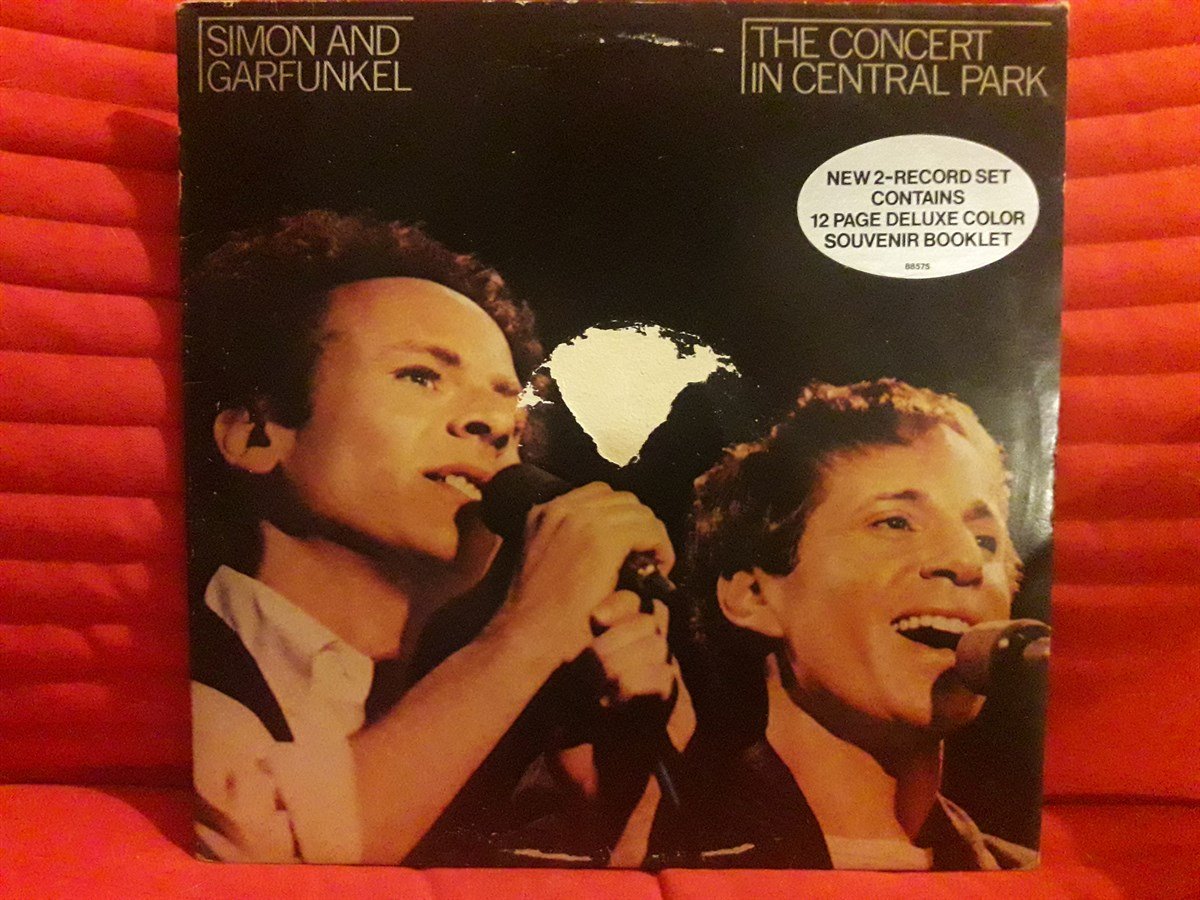 SIMON AND
GARFUNKEL
THE CONCERT
IN CENTRAL PARK
NEW 2-RECORD SET
CONTAINS
12 PAGE DELUXE COLOR
SOUVENIR BOOKLET
88575